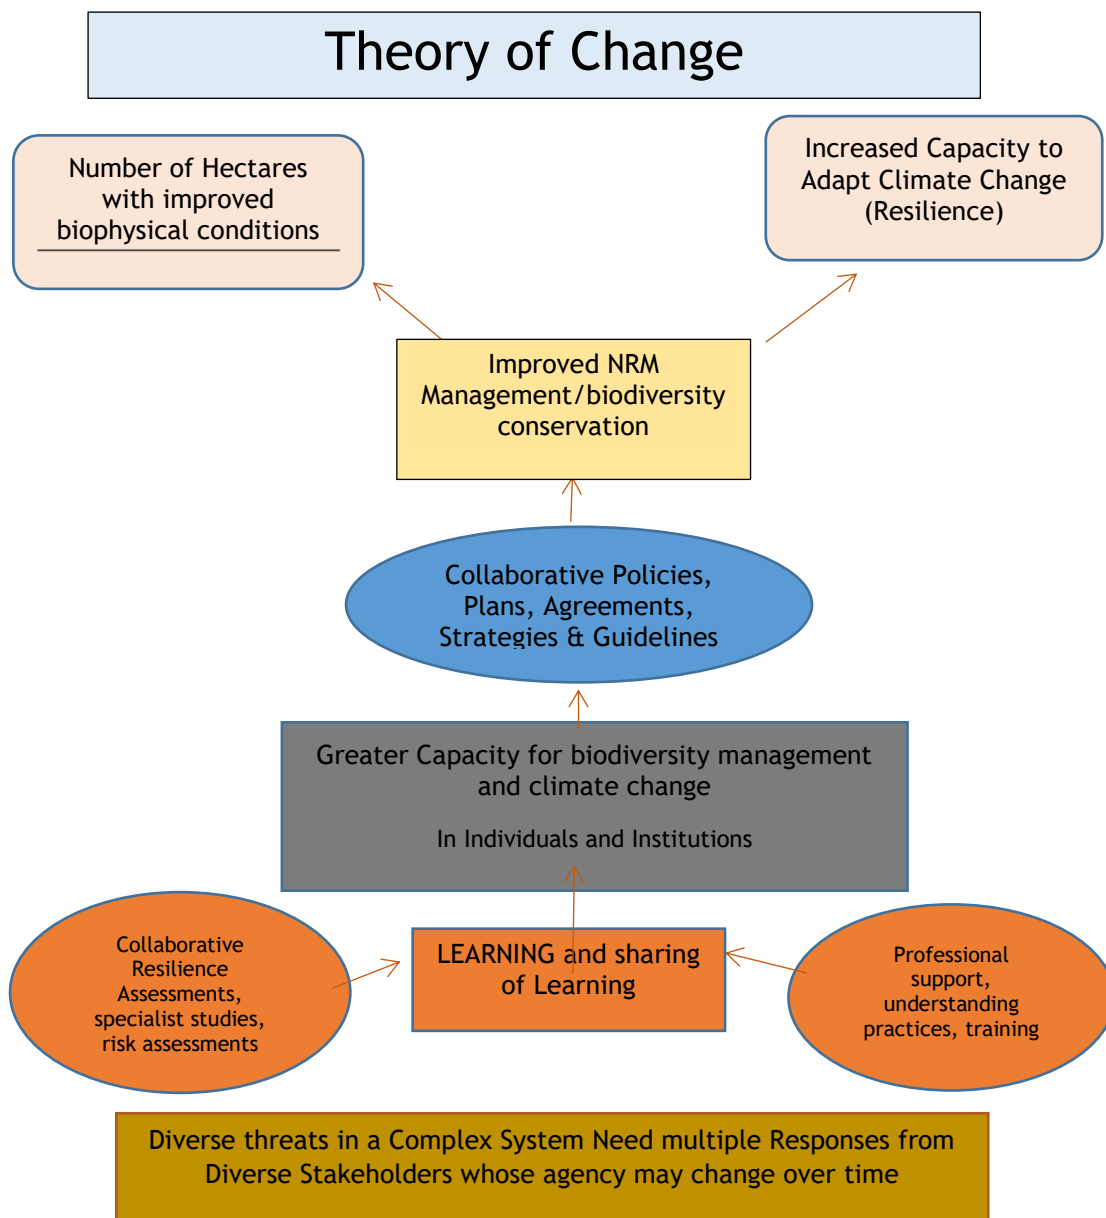 Theory of Change
Number of Hectares
with improved
biophysical conditions
Increased Capacity to
Adapt Climate Change
(Resilience)
Improved NRM
Management/biodiversity
conservation
Collaborative Policies,
Plans, Agreements,
Strategies & Guidelines
Greater Capacity for biodiversity management
and climate change
In Individuals and Institutions
Collaborative
Resilience
Assessments,
specialist studies,
risk assessments
LEARNING and sharing
of Learning
Professional
support,
understanding
practices, training
Diverse threats in a Complex System Need multiple Responses from
Diverse Stakeholders whose agency may change over time